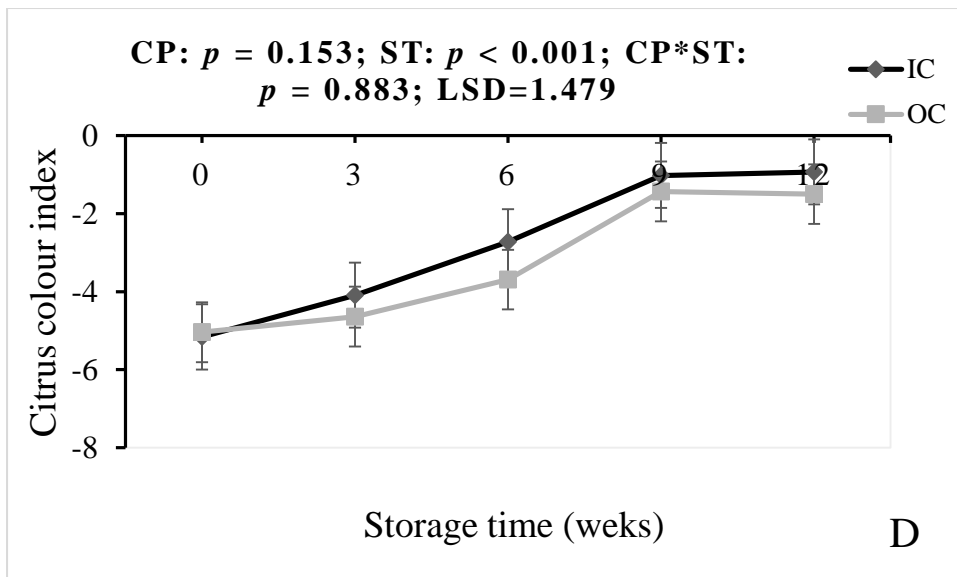 CP: p = 0.153; ST: p < 0.001; CP*ST:
p = 0.883; LSD=1.479
IC
OC
0
-2
-4
-6
-8
Citrus colour index
0 3 6 9 12
Storage time (weks)
D